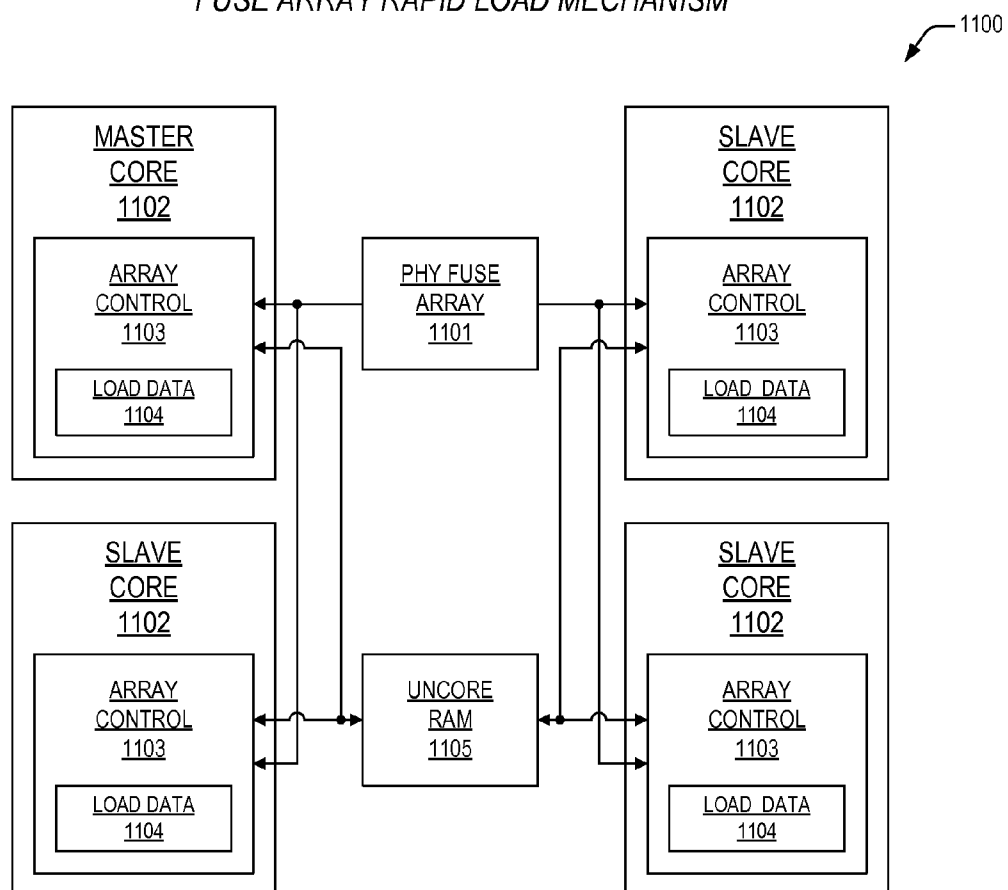 FUSE ARRAY RAPID LOAD MECHANISM
1100
MASTER
CORE
1102
ARRAY
CONTROL
1103
LOAD DATA
1104
PHY FUSE
ARRAY
1101
SLAVE
CORE
1102
ARRAY
CONTROL
1103
LOAD DATA
1104
SLAVE
CORE
1102
ARRAY
CONTROL
1103
LOAD DATA
1104
UNCORE
RAM
1105
SLAVE
CORE
1102
ARRAY
CONTROL
1103
LOAD DATA
1104